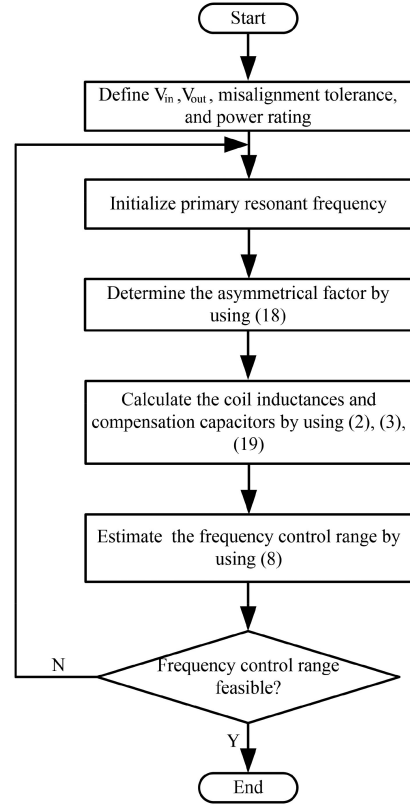 Start
Define Vin ,Vout , misalignment tolerance,
and power rating
Initialize primary resonant frequency
Determine the asymmetrical factor by
using (18)
Calculate the coil inductances and
compensation capacitors by using (2), (3),
(19)
Estimate the frequency control range by
using (8)
Frequency control range
feasible?
N
Y
End